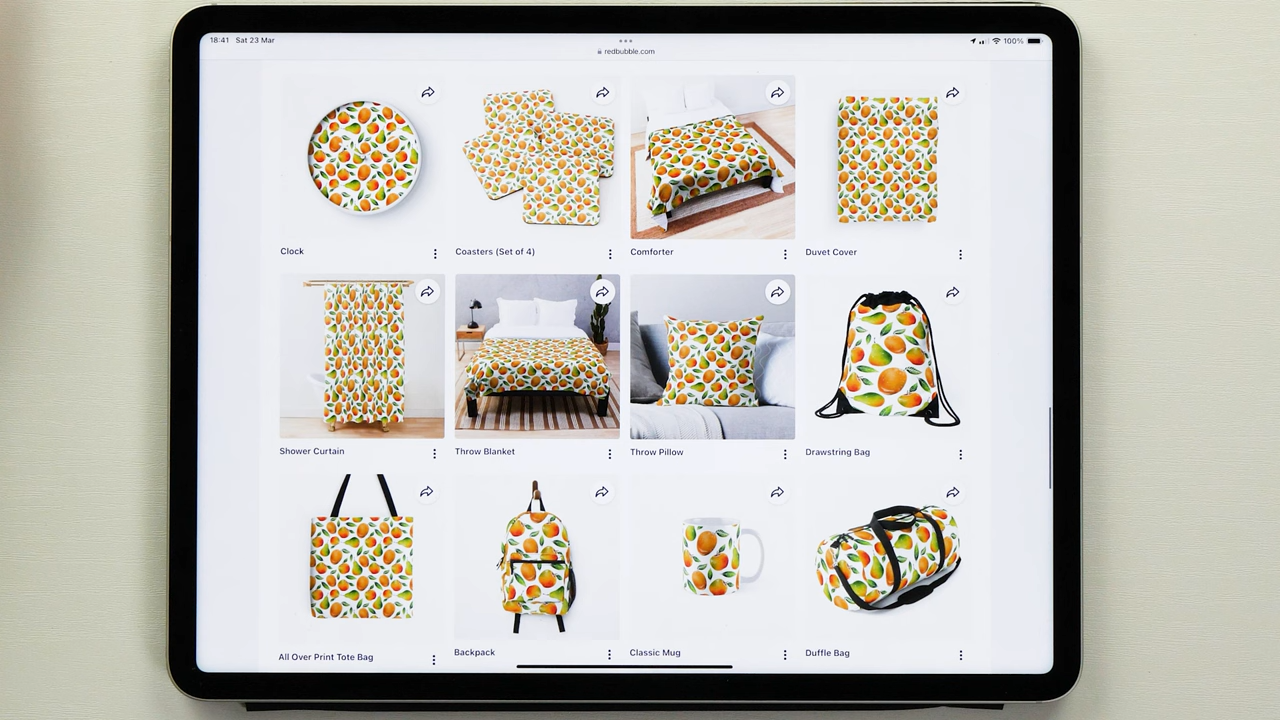 18:41 Sat 23 Mar
redbubble.com
100%
Clock
Coasters (Set of 4)
Comforter
Duvet Cover
Shower Curtain
Throw Blanket
Throw Pillow
Drawstring Bag
All Over Print Tote Bag
Backpack
Classic Mug
Duffle Bag